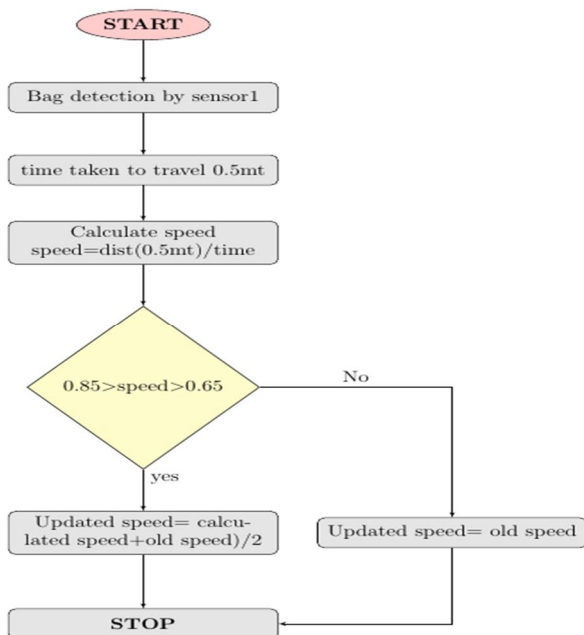 START
Bag detection by sensor1
time taken to travel 0.5mt
Calculate speed
speed=dist(0.5mt)/time
0.85>speed>0.65
No
yes
Updated speed= calcu-
lated speed+old speed)/2
Updated speed= old speed
STOP